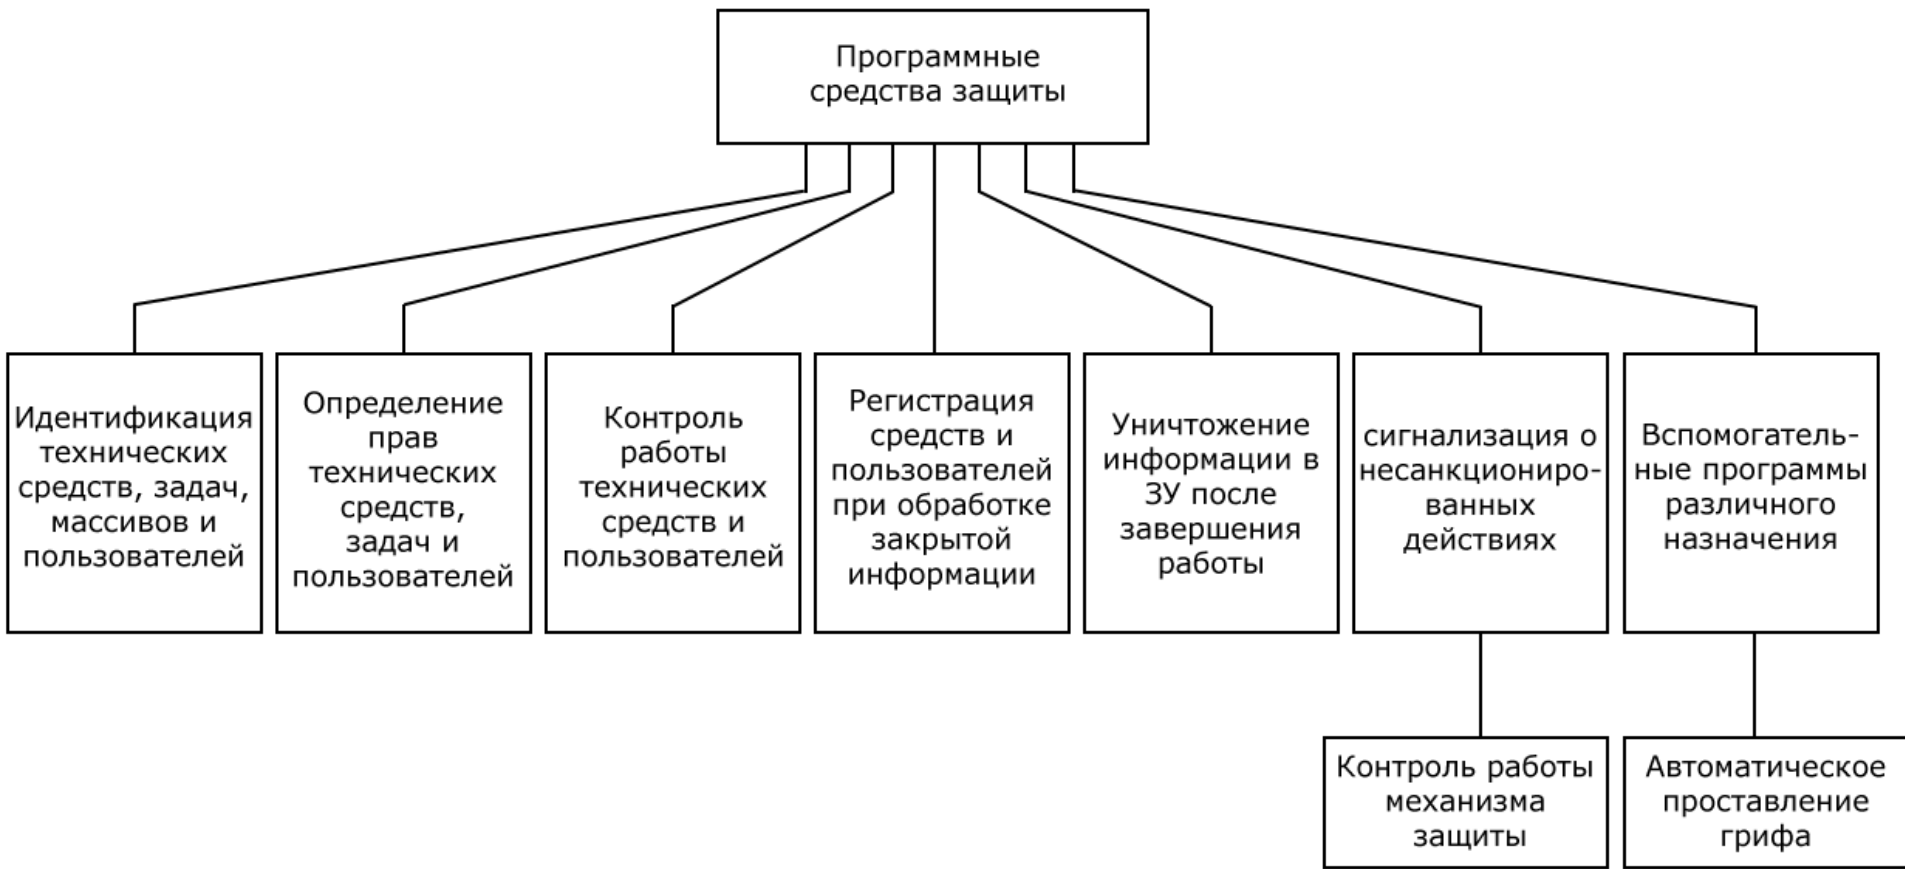 Программные
средства защиты
Идентификация
технических
средств, задач,
массивов и
пользователей
Определение
прав
технических
средств,
задач и
пользователей
Контроль
работы
технических
средств и
пользователей
Регистрация
средств и
пользователей
при обработке
закрытой
информации
Уничтожение
информации в
ЗУ после
завершения
работы
сигнализация о
несанкциониро-
ванных
действиях
Вспомогатель-
ные программы
различного
назначения
Контроль работы
механизма
защиты
Автоматическое
проставление
грифа